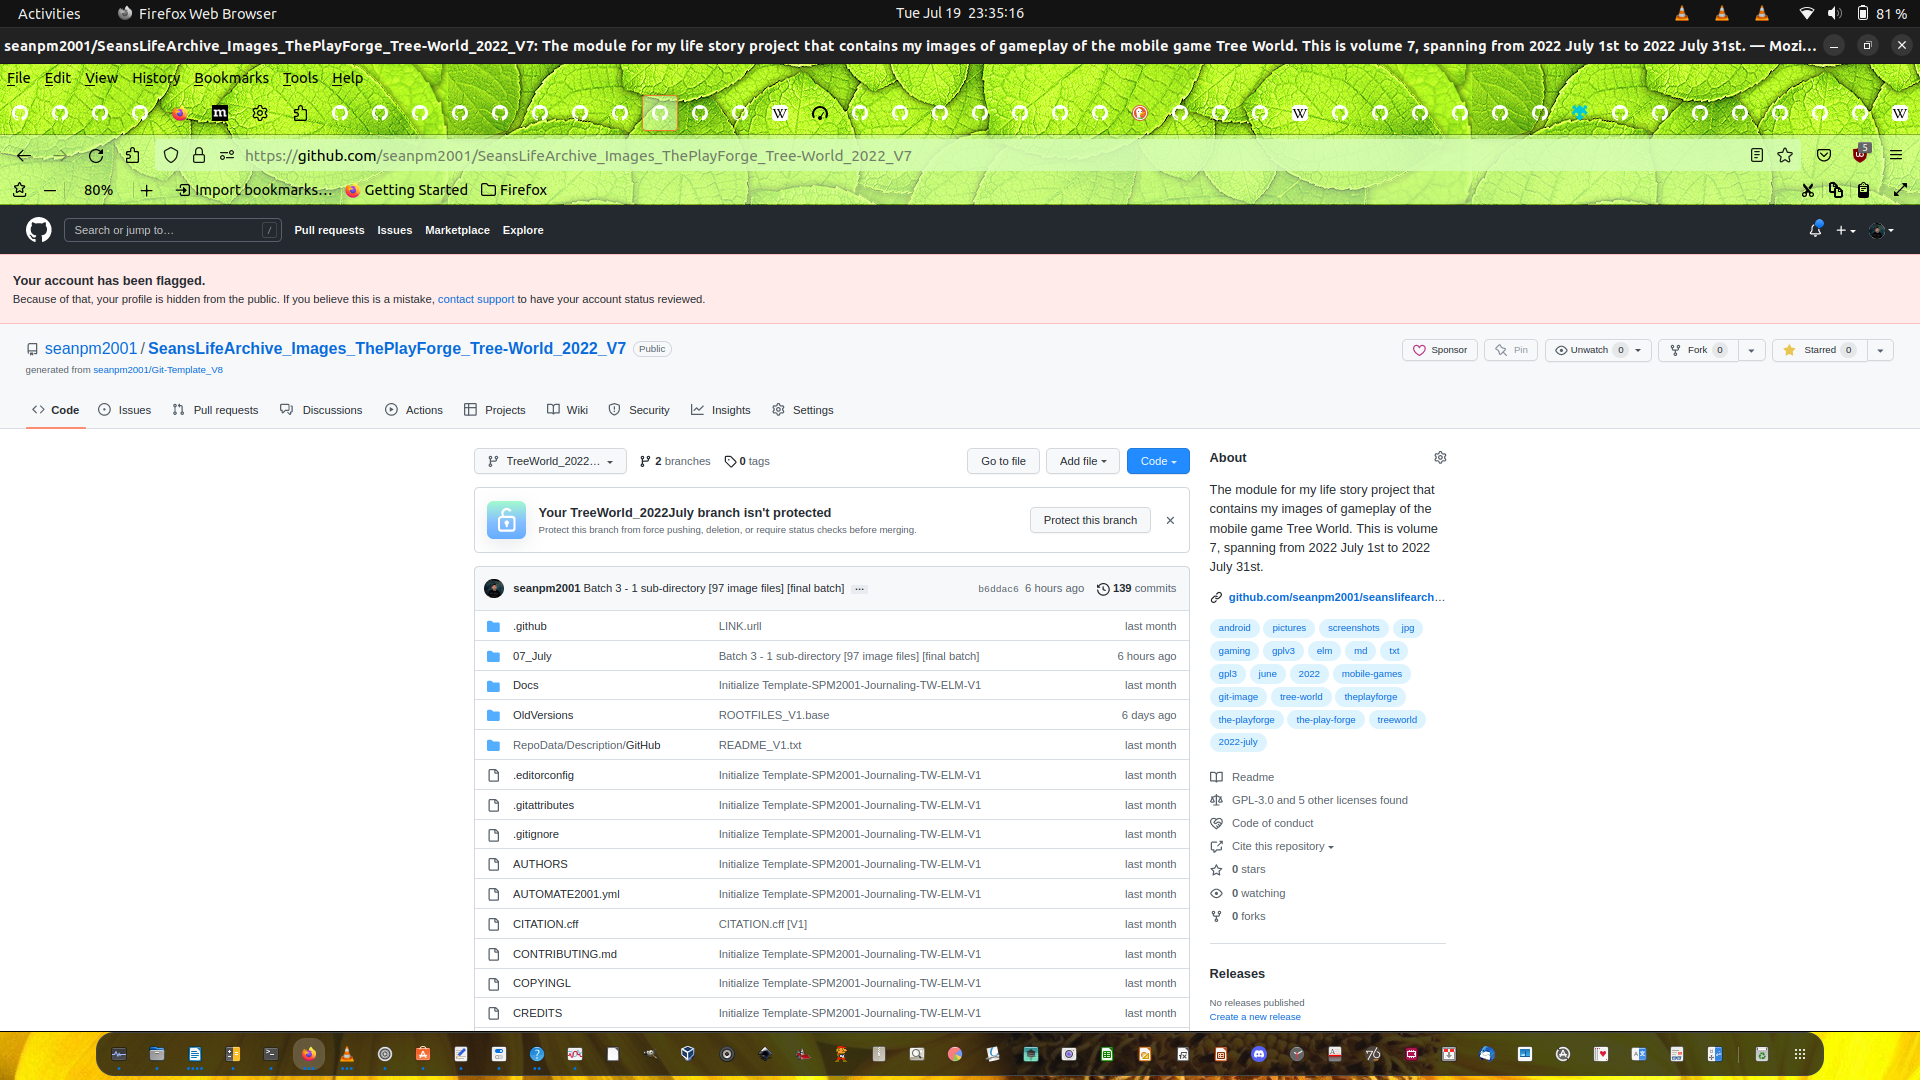 Activities
Firefox Web Browser
Tue Jul 19 23:35:16
81 %
seanpm2001/SeansLifeArchive_Images_ThePlayForge_Tree-World_2022_V7: The module for my life story project that contains my images of gameplay of the mobile game Tree World. This is volume 7, spanning from 2022 July 1st to 2022 July 31st. — Mozi…
File Edit View History Bookmarks Tools Help
https://github.com/seanpm2001/SeansLifeArchive_Images_ThePlayForge_Tree-World_2022_V7
5
80%
Import bookmarks…
Getting Started
Firefox
Search or jump to…
/
Pull requests
Issues
Marketplace
Explore
Your account has been flagged.
Because of that, your profile is hidden from the public. If you believe this is a mistake, contact support to have your account status reviewed.
seanpm2001 / SeansLifeArchive_Images_ThePlayForge_Tree-World_2022_V7 Public
Sponsor
Pin
Unwatch 0
Fork 0
Starred 0
generated from seanpm2001/Git-Template_V8
Code
Issues
Pull requests
Discussions
Actions
Projects
Wiki
Security
Insights
Settings
TreeWorld_2022…
2 branches
0 tags
Go to file
Add file
Code
Your TreeWorld_2022July branch isn't protected
Protect this branch from force pushing, deletion, or require status checks before merging.
Protect this branch
seanpm2001 Batch 3 - 1 sub-directory [97 image files] [final batch] …
b6ddac6 6 hours ago
139 commits
.github LINK.urll last month
07_July Batch 3 - 1 sub-directory [97 image files] [final batch] 6 hours ago
Docs Initialize Template-SPM2001-Journaling-TW-ELM-V1 last month
OldVersions ROOTFILES_V1.base 6 days ago
RepoData/Description/GitHub README_V1.txt last month
.editorconfig Initialize Template-SPM2001-Journaling-TW-ELM-V1 last month
.gitattributes Initialize Template-SPM2001-Journaling-TW-ELM-V1 last month
.gitignore Initialize Template-SPM2001-Journaling-TW-ELM-V1 last month
AUTHORS Initialize Template-SPM2001-Journaling-TW-ELM-V1 last month
AUTOMATE2001.yml Initialize Template-SPM2001-Journaling-TW-ELM-V1 last month
CITATION.cff CITATION.cff [V1] last month
CONTRIBUTING.md Initialize Template-SPM2001-Journaling-TW-ELM-V1 last month
COPYINGL Initialize Template-SPM2001-Journaling-TW-ELM-V1 last month
CREDITS Initialize Template-SPM2001-Journaling-TW-ELM-V1 last month
About
The module for my life story project that
contains my images of gameplay of the
mobile game Tree World. This is volume
7, spanning from 2022 July 1st to 2022
July 31st.
github.com/seanpm2001/seanslifearch…
android pictures screenshots jpg
gaming gplv3 elm md txt
gpl3 june 2022 mobile-games
git-image tree-world theplayforge
the-playforge the-play-forge treeworld
2022-july
Readme
GPL-3.0 and 5 other licenses found
Code of conduct
Cite this repository
0 stars
0 watching
0 forks
Releases
No releases published
Create a new release